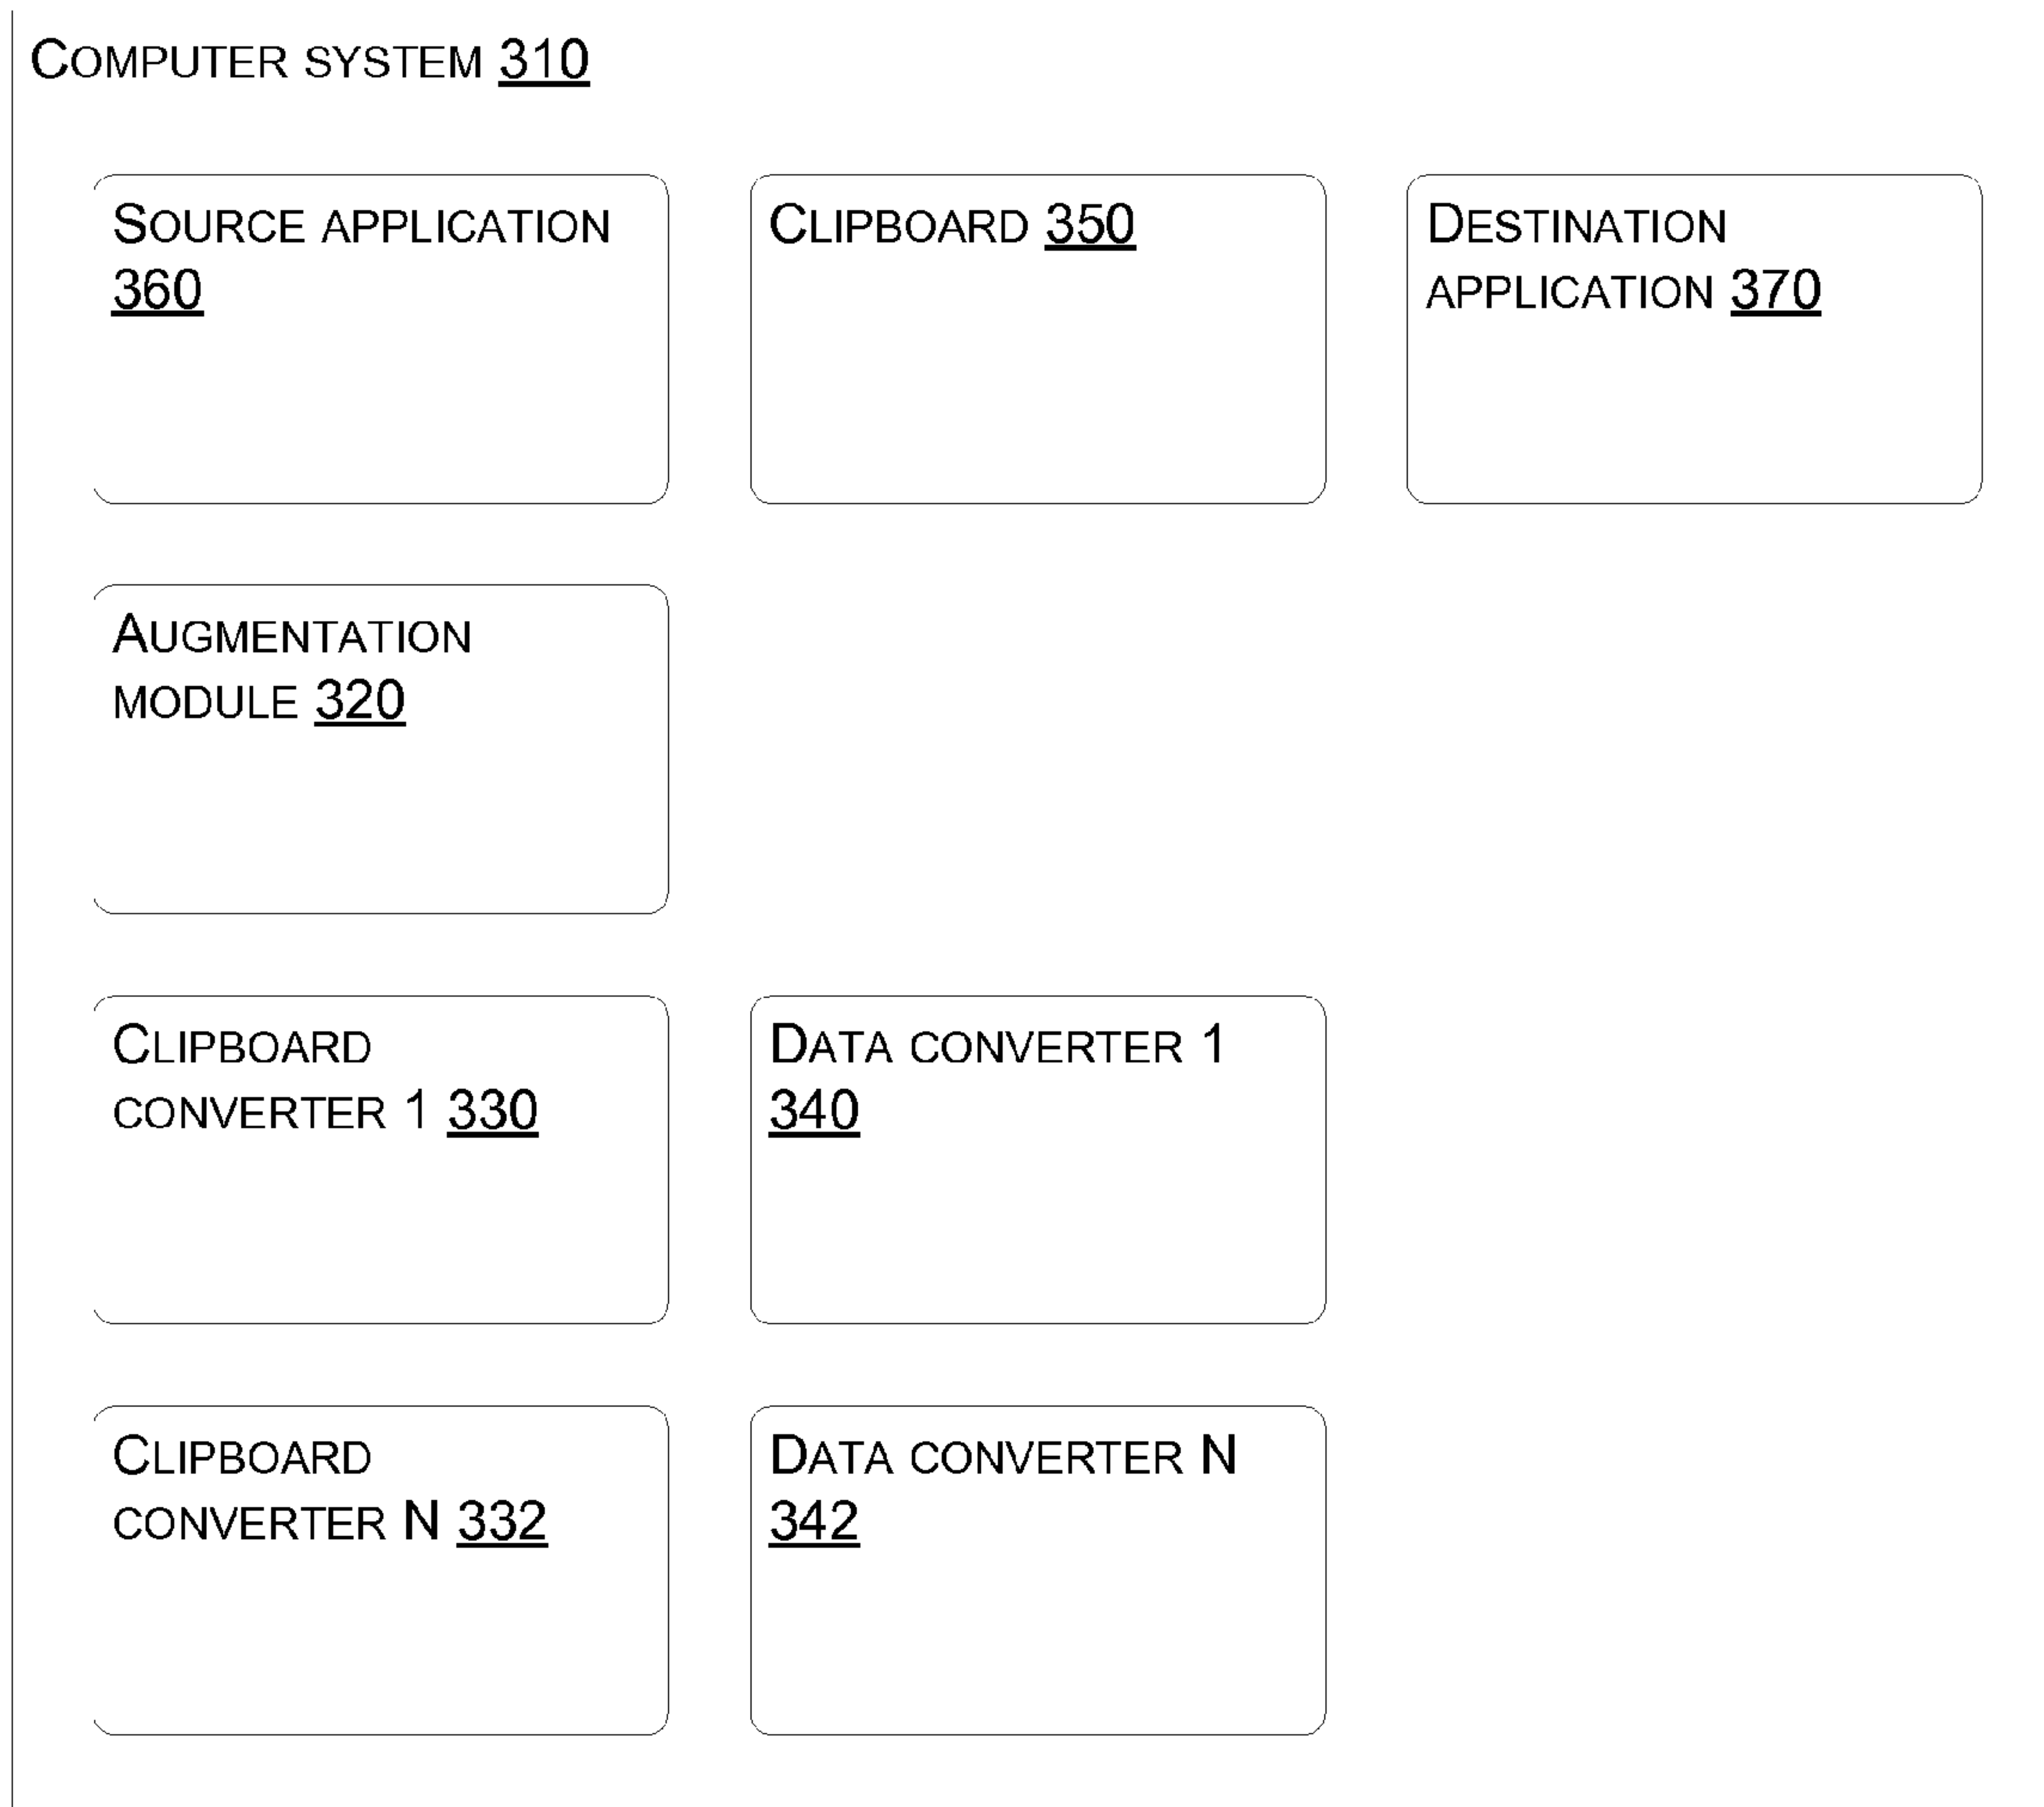 Computer system 310
Source application
360
Clipboard 350
Destination
application 370
Augmentation
module 320
Clipboard
converter 1 330
Data converter 1
340
Clipboard
converter N 332
Data converter N
342